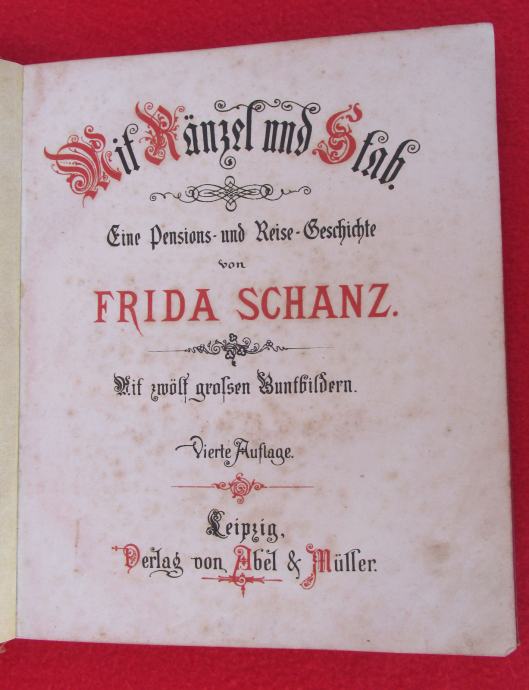 Mit Ränzel und Stab.
Eine Pensions- und Reise-Geschichte
von
FRIDA SCHANZ.
Mit zwölf groſsen Buntbildern.
Vierte Auflage.
Leipzig,
Verlag von Abel & Müller.